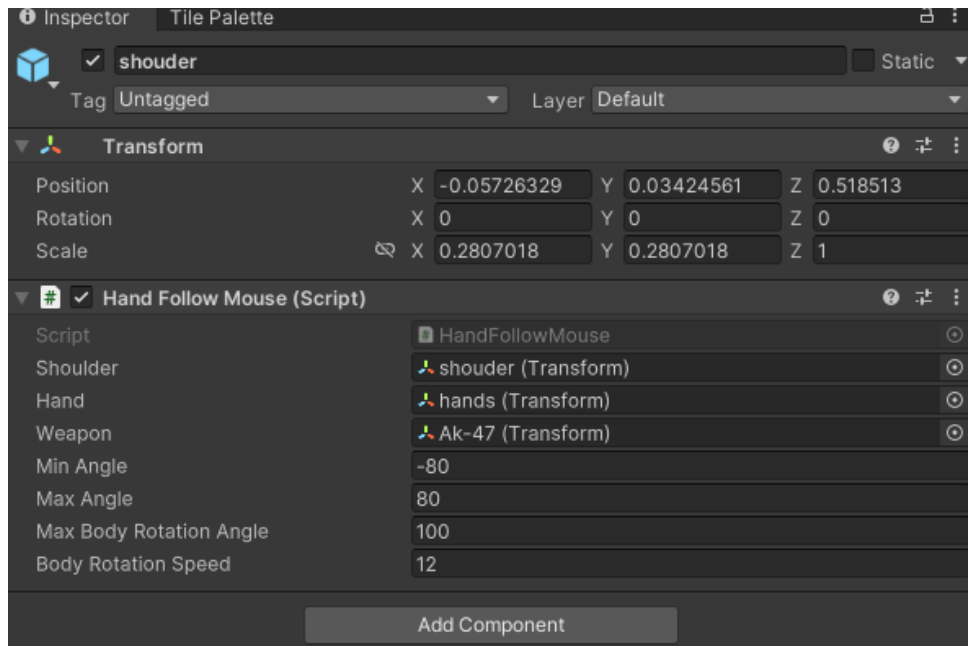 Inspector Tile Palette
shouder Static
Tag Untagged Layer Default
Transform
Position X -0.05726329 Y 0.03424561 Z 0.518513
Rotation X 0 Y 0 Z 0
Scale X 0.2807018 Y 0.2807018 Z 1
# Hand Follow Mouse (Script)
Script HandFollowMouse
Shoulder shouder (Transform)
Hand hands (Transform)
Weapon Ak-47 (Transform)
Min Angle -80
Max Angle 80
Max Body Rotation Angle 100
Body Rotation Speed 12
Add Component